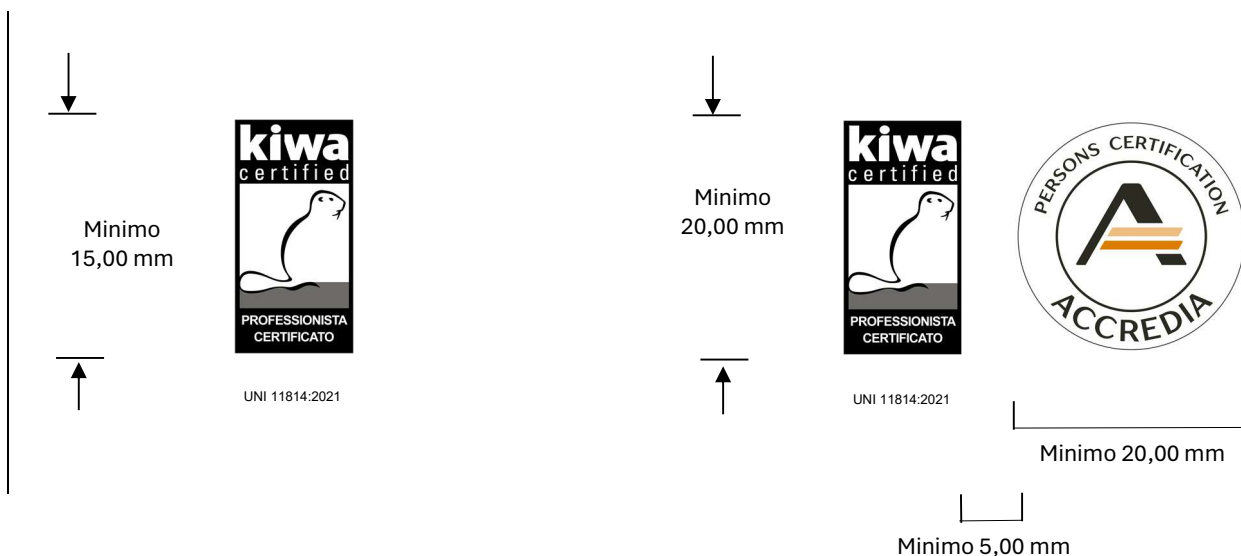 kiwa
certified
PROFESSIONISTA
CERTIFICATO
UNI 11814:2021
Minimo
15,00 mm
Minimo
20,00 mm
kiwa
certified
PROFESSIONISTA
CERTIFICATO
UNI 11814:2021
PERSONS CERTIFICATION
ACCREDIA
Minimo 20,00 mm
Minimo 5,00 mm